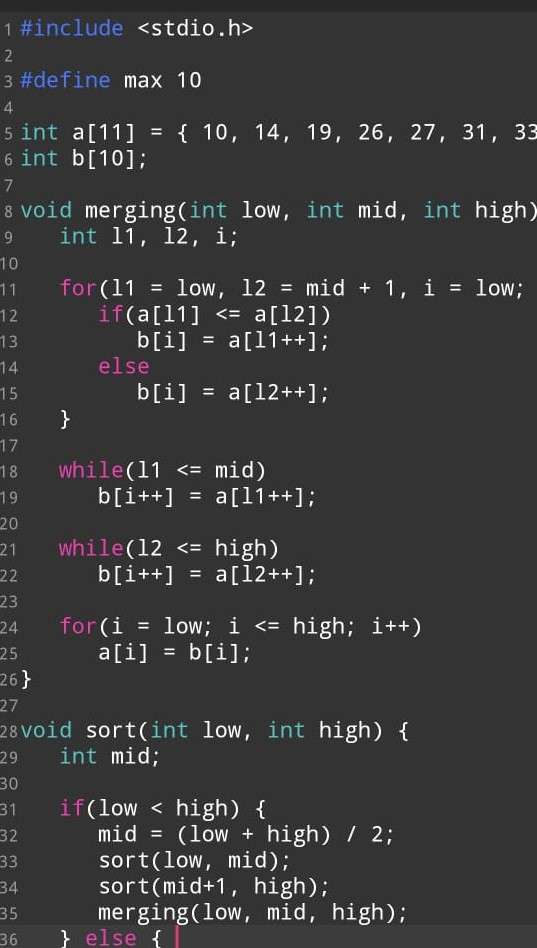 1 #include <stdio.h>
2
3 #define max 10
4
5 int a[11] = { 10, 14, 19, 26, 27, 31, 33
6 int b[10];
7
8 void merging(int low, int mid, int high)
9    int l1, l2, i;
10
11    for(l1 = low, l2 = mid + 1, i = low;
12       if(a[l1] <= a[l2])
13          b[i] = a[l1++];
14       else
15          b[i] = a[l2++];
16    }
17
18    while(l1 <= mid)
19       b[i++] = a[l1++];
20
21    while(l2 <= high)
22       b[i++] = a[l2++];
23
24    for(i = low; i <= high; i++)
25       a[i] = b[i];
26 }
27
28 void sort(int low, int high) {
29    int mid;
30
31    if(low < high) {
32       mid = (low + high) / 2;
33       sort(low, mid);
34       sort(mid+1, high);
35       merging(low, mid, high);
36    } else {